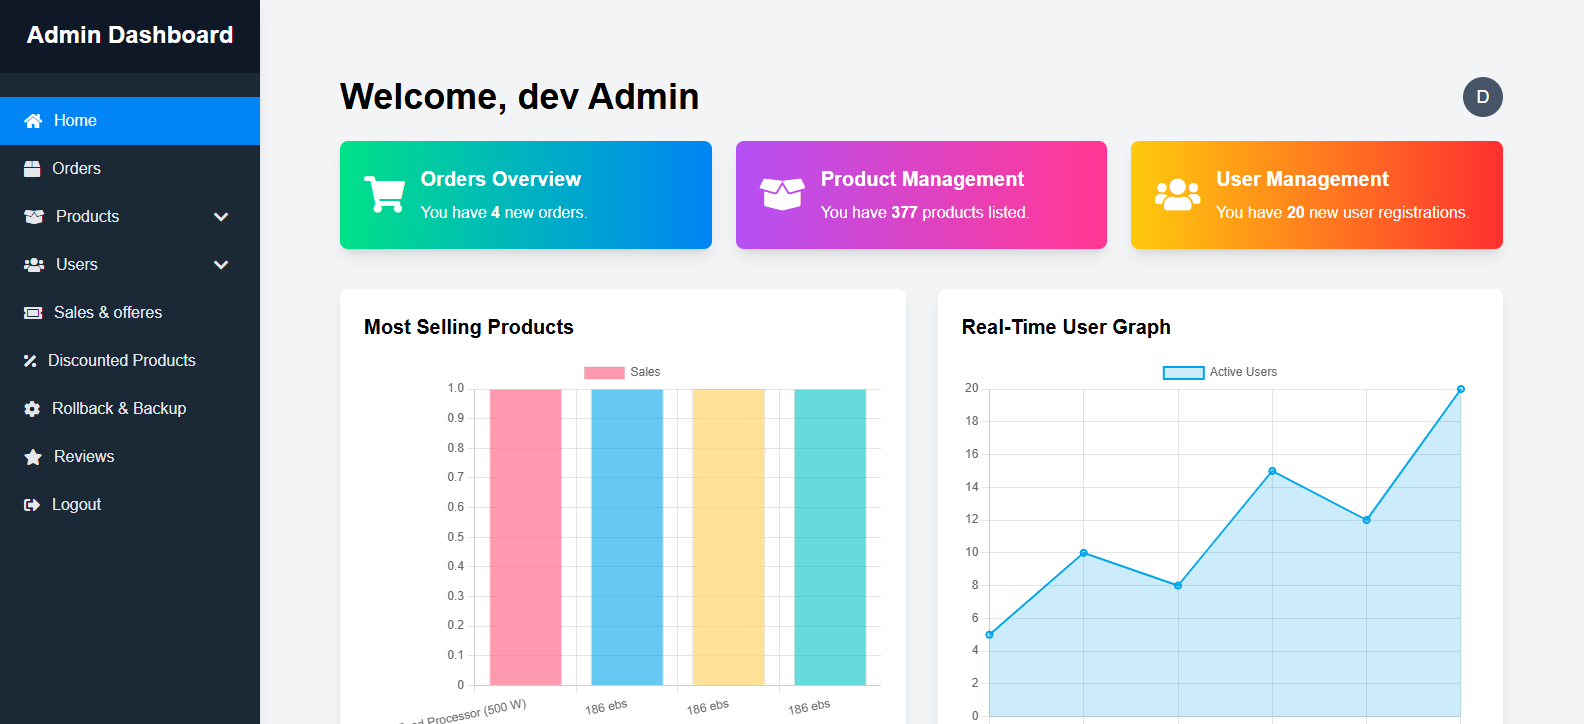 Admin Dashboard
Home
Orders
Products
Users
Sales & offeres
Discounted Products
Rollback & Backup
Reviews
Logout
Welcome, dev Admin
D
Orders Overview
You have 4 new orders.
Product Management
You have 377 products listed.
User Management
You have 20 new user registrations.
Most Selling Products
Sales
1.0
0.9
0.8
0.7
0.6
0.5
0.4
0.3
0.2
0.1
0
Processor (500 W)
186 ebs
186 ebs
186 ebs
Real-Time User Graph
Active Users
20
18
16
14
12
10
8
6
4
2
0